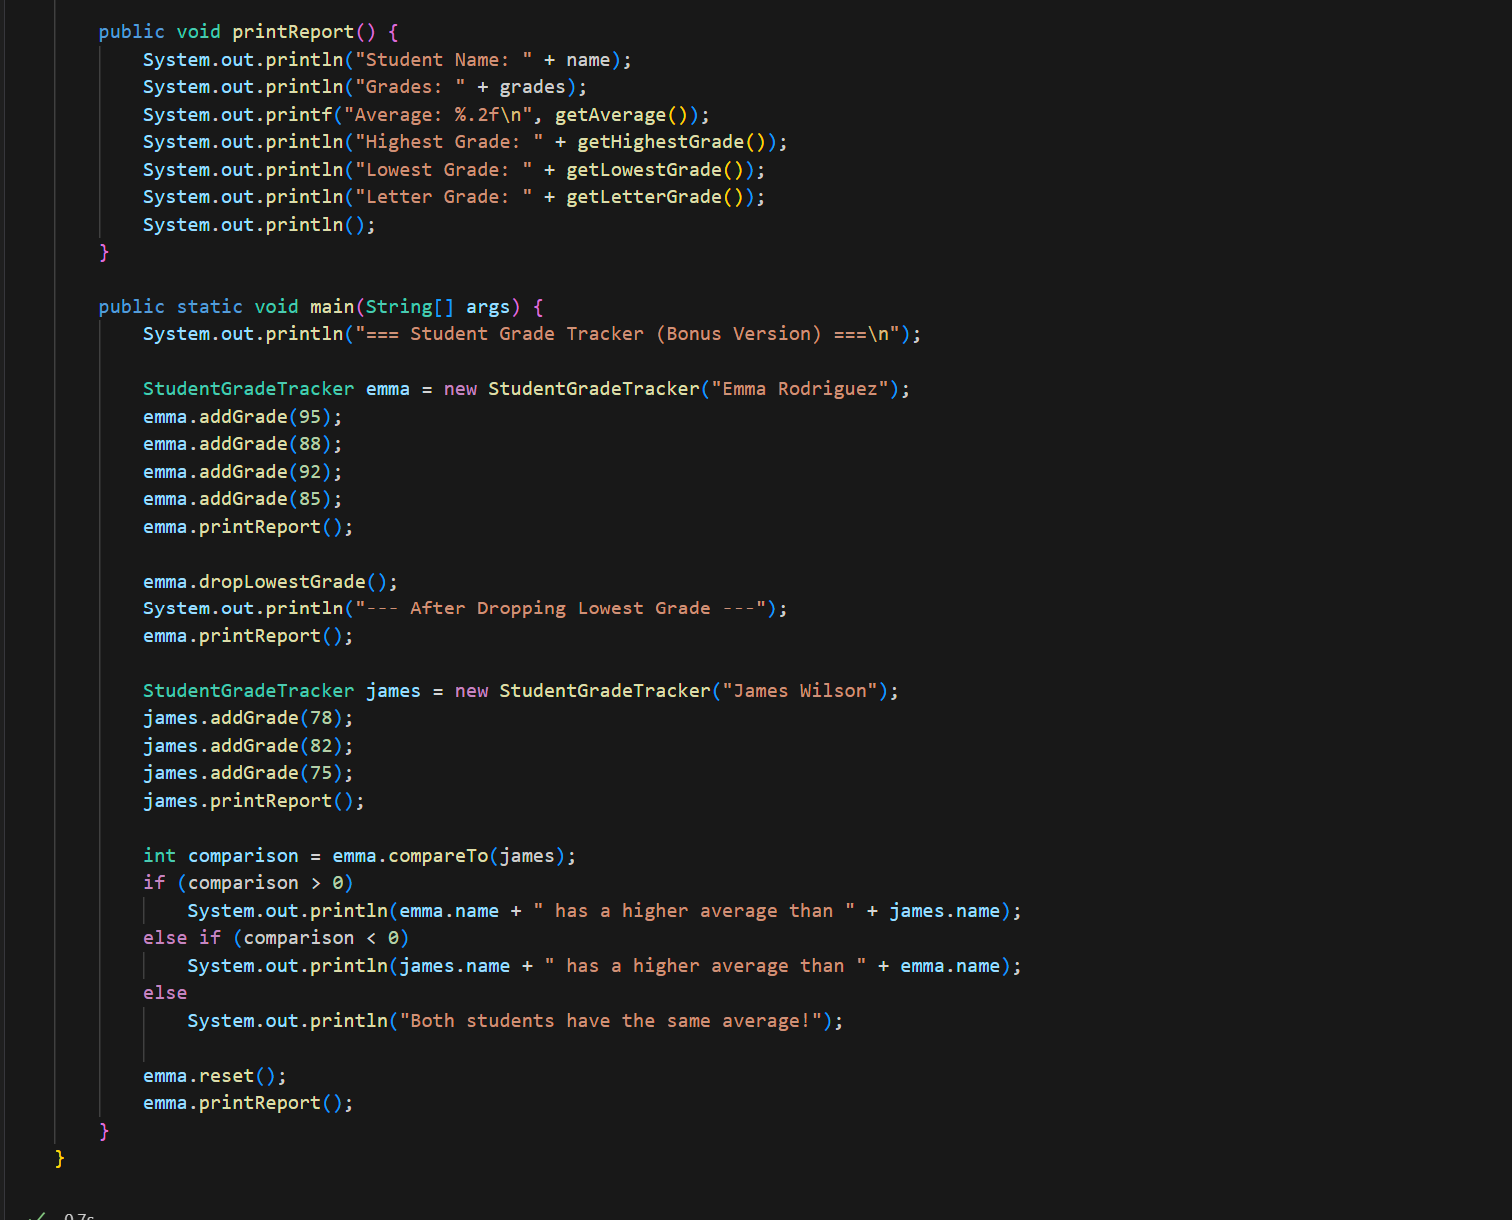 public void printReport() {
System.out.println("Student Name: " + name);
System.out.println("Grades: " + grades);
System.out.printf("Average: %.2f\n", getAverage());
System.out.println("Highest Grade: " + getHighestGrade());
System.out.println("Lowest Grade: " + getLowestGrade());
System.out.println("Letter Grade: " + getLetterGrade());
System.out.println();
}
public static void main(String[] args) {
System.out.println("=== Student Grade Tracker (Bonus Version) ===\n");
StudentGradeTracker emma = new StudentGradeTracker("Emma Rodriguez");
emma.addGrade(95);
emma.addGrade(88);
emma.addGrade(92);
emma.addGrade(85);
emma.printReport();
emma.dropLowestGrade();
System.out.println("--- After Dropping Lowest Grade ---");
emma.printReport();
StudentGradeTracker james = new StudentGradeTracker("James Wilson");
james.addGrade(78);
james.addGrade(82);
james.addGrade(75);
james.printReport();
int comparison = emma.compareTo(james);
if (comparison > 0)
System.out.println(emma.name + " has a higher average than " + james.name);
else if (comparison < 0)
System.out.println(james.name + " has a higher average than " + emma.name);
else
System.out.println("Both students have the same average!");
emma.reset();
emma.printReport();
}
}